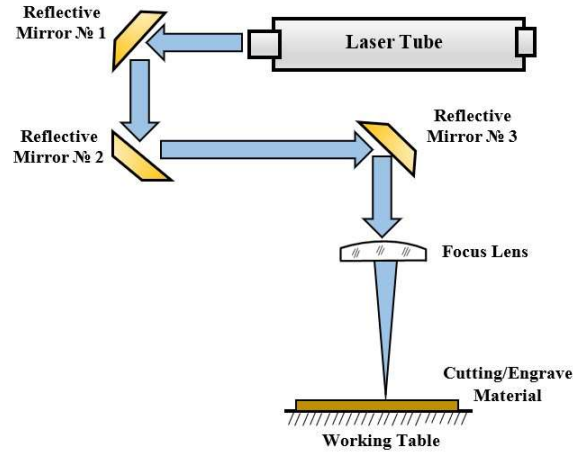 Reflective
Mirror № 1
Laser Tube
Reflective
Mirror № 2
Reflective
Mirror № 3
Focus Lens
Cutting/Engrave
Material
Working Table